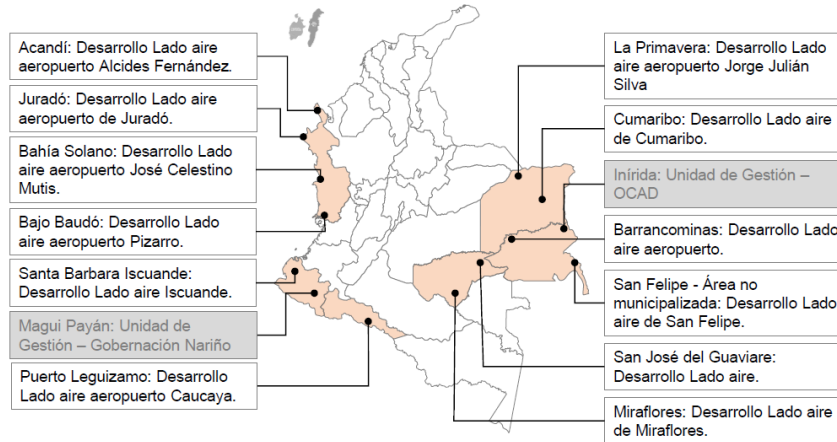 Acandí: Desarrollo Lado aire
aeropuerto Alcides Fernández.
Juradó: Desarrollo Lado aire
aeropuerto de Juradó.
Bahía Solano: Desarrollo Lado
aire aeropuerto José Celestino
Mutis.
Bajo Baudó: Desarrollo Lado
aire aeropuerto Pizarro.
Santa Barbara Iscuande:
Desarrollo Lado aire Iscuande.
Magui Payán: Unidad de
Gestión – Gobernación Nariño
Puerto Leguizamo: Desarrollo
Lado aire aeropuerto Caucaya.
La Primavera: Desarrollo Lado
aire aeropuerto Jorge Julián
Silva
Cumaribo: Desarrollo Lado aire
de Cumaribo.
Inírida: Unidad de Gestión –
OCAD
Barrancominas: Desarrollo Lado
aire aeropuerto.
San Felipe - Área no
municipalizada: Desarrollo Lado
aire de San Felipe.
San José del Guaviare:
Desarrollo Lado aire.
Miraflores: Desarrollo Lado aire
de Miraflores.